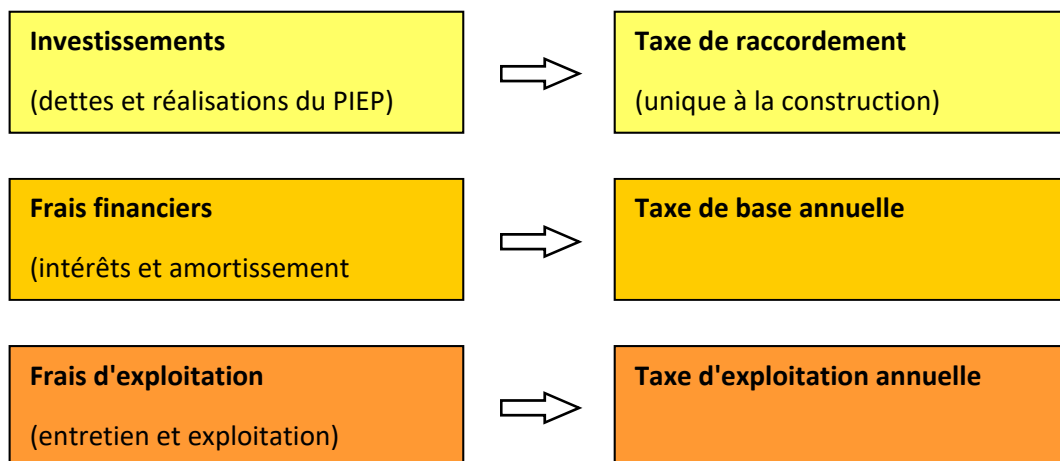 Investissements
(dettes et réalisations du PIEP)
Taxe de raccordement
(unique à la construction)
Frais financiers
(intérêts et amortissement
Taxe de base annuelle
Frais d'exploitation
(entretien et exploitation)
Taxe d'exploitation annuelle